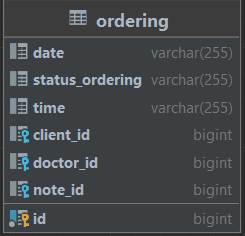 ordering
date varchar(255)
status_ordering varchar(255)
time varchar(255)
client_id bigint
doctor_id bigint
note_id bigint
id bigint